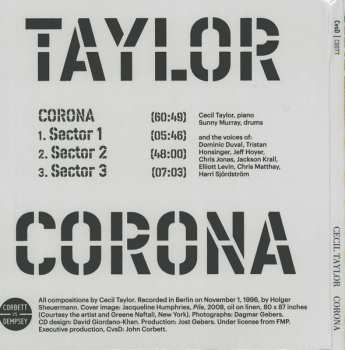 TAYLOR
CORONA (60:49)
1. Sector 1 (05:46)
2. Sector 2 (48:00)
3. Sector 3 (07:03)
Cecil Taylor, piano
Sunny Murray, drums
and the voices of:
Dominic Duval, Tristan
Honsinger, Jeff Hoyer,
Chris Jonas, Jackson Krall,
Elliott Levin, Chris Matthay,
Harri Sjöström
CORONA
CORBETT
VS
DEMPSEY
All compositions by Cecil Taylor. Recorded in Berlin on November 1, 1996, by Holger
Sheuermann. Cover image: Jacqueline Humphries, Pile, 2008, oil on linen, 80 x 87 inches
(Courtesy the artist and Greene Naftali, New York). Photographs: Dagmar Gebers.
CD design: David Giordano-Khan. Production: Jost Gebers. Under license from FMP.
Executive production, CvsD: John Corbett.
CvsD | CD077
CECIL TAYLOR CORONA